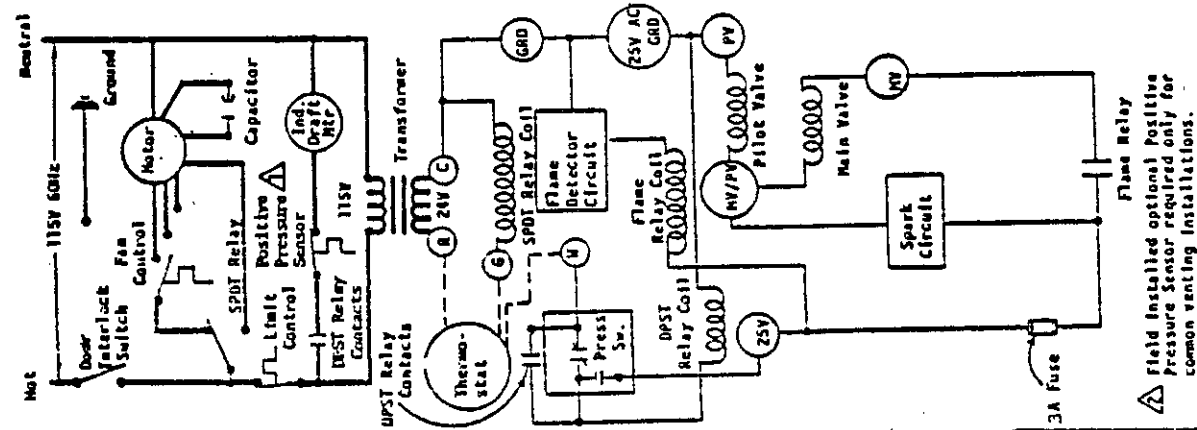 Hot
115V 60Hz
Neutral
Door
Interlock
Switch
Ground
Fan
Control
Motor
Capacitor
SPDT Relay
Limit
Control
Positive
Pressure
Sensor
Ind.
Draft
Mtr
DPST Relay
Contacts
115V
Transformer
24V
R
C
DPST Relay
Contacts
Thermo-
stat
G
SPDT Relay Coil
GRD
W
Press
Sw.
Flame
Detector
Circuit
25V AC
GRD
DPST
Relay Coil
Flame
Relay Coil
25V
PV
MV/PV
Pilot Valve
Main Valve
MV
Spark
Circuit
3A Fuse
Flame Relay
Field Installed optional Positive
Pressure Sensor required only for
common venting installations.